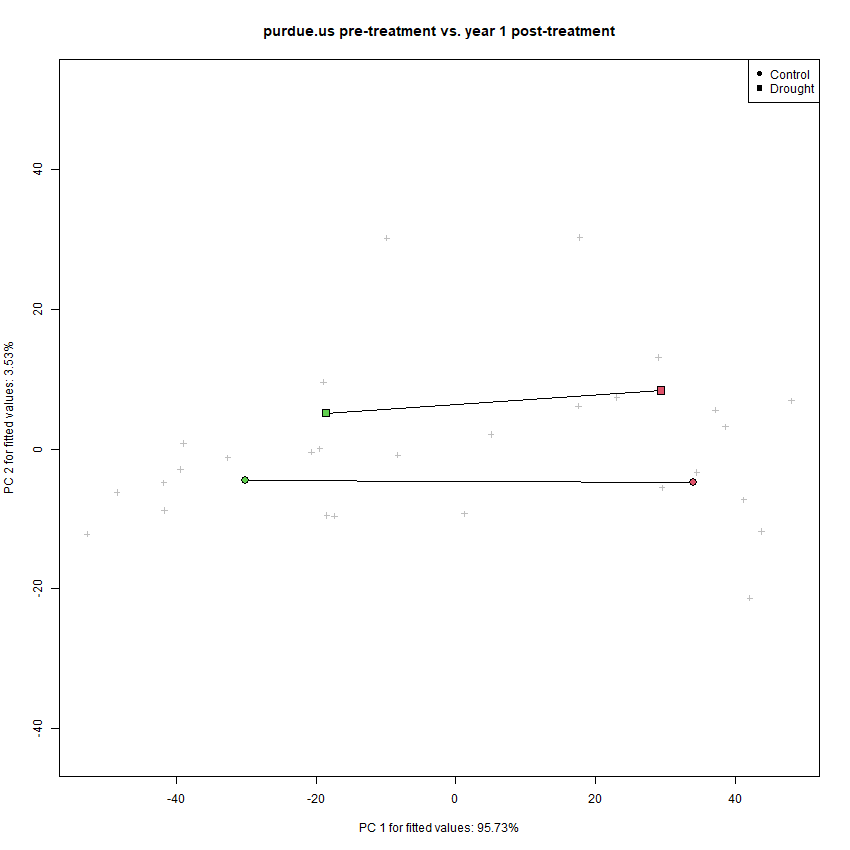 purdue.us pre-treatment vs. year 1 post-treatment
Control
Drought
PC 2 for fitted values: 3.53%
40
20
0
-20
-40
-40
-20
0
20
40
PC 1 for fitted values: 95.73%